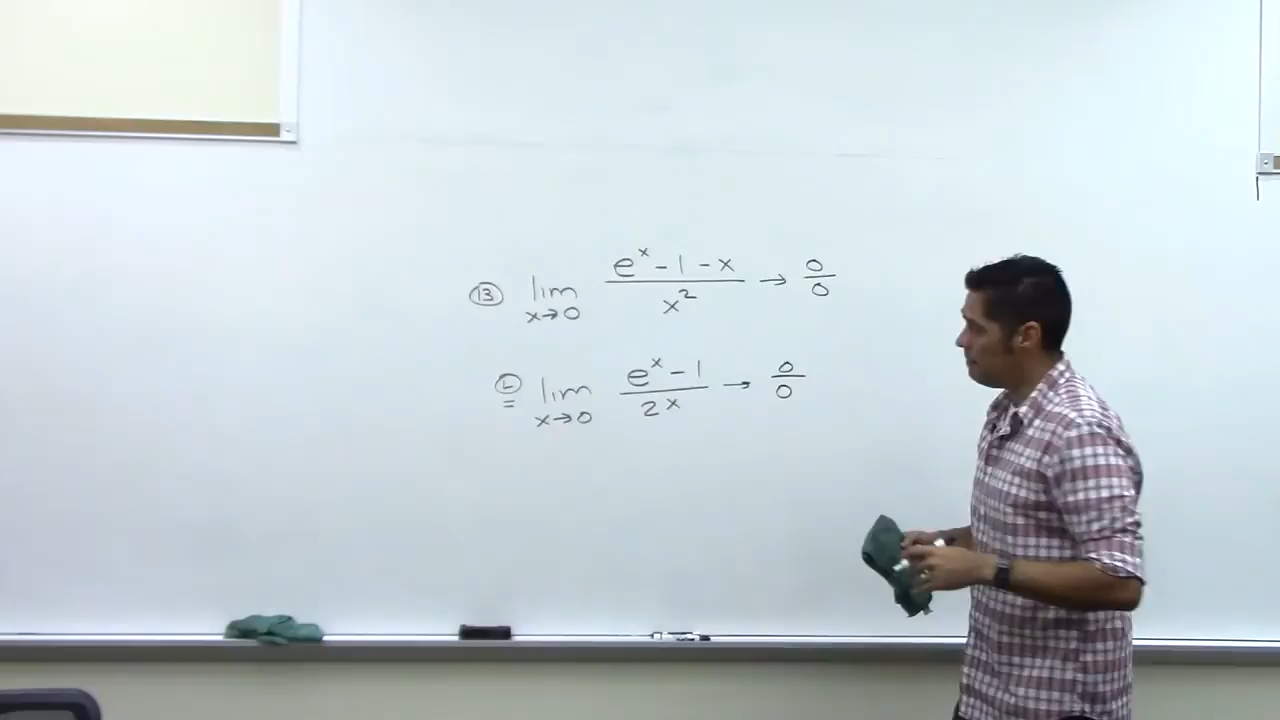 ⑬ lim x→0 (e^x - 1 - x)/x^2 → 0/0
Ⓛ= lim x→0 (e^x - 1)/2x → 0/0